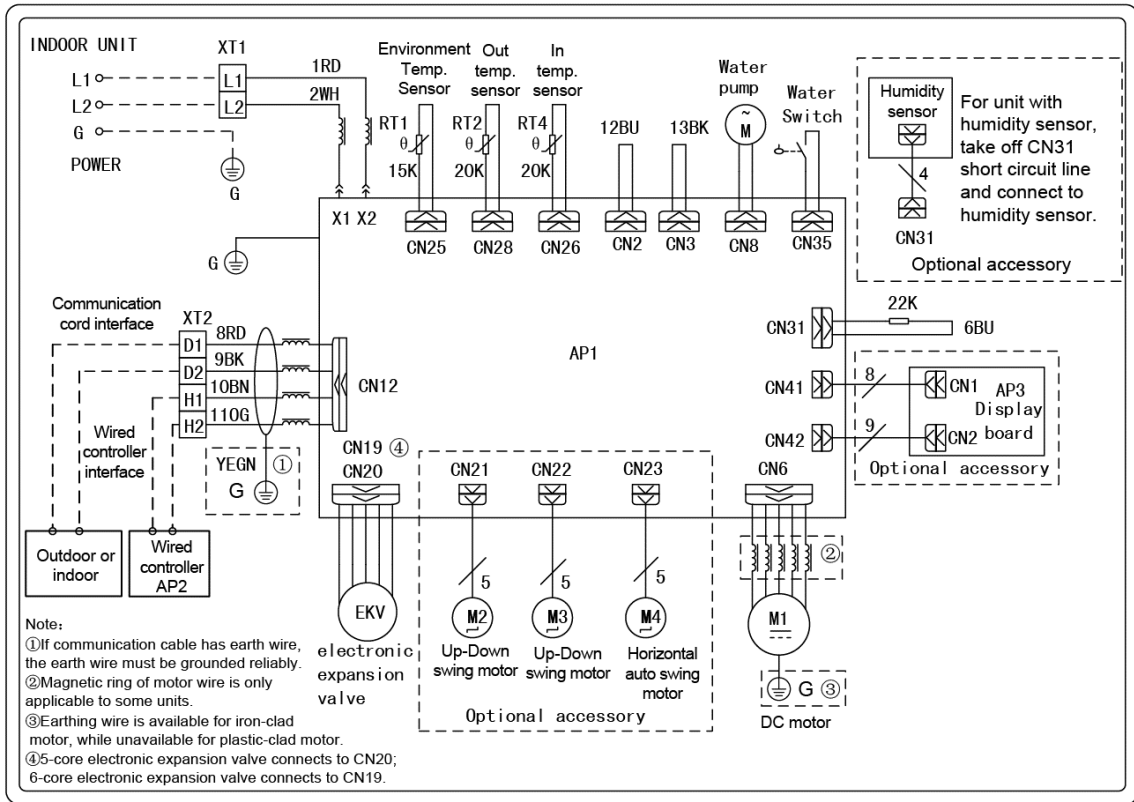 INDOOR UNIT
L1
L2
G
POWER
XT1
L1
L2
1RD
2WH
G
Environment
Temp.
Sensor
RT1
θ
15K
Out
temp.
sensor
RT2
θ
20K
In
temp.
sensor
RT4
θ
20K
12BU
13BK
Water
pump
~
M
Water
Switch
Humidity
sensor
4
CN31
For unit with
humidity sensor,
take off CN31
short circuit line
and connect to
humidity sensor.
Optional accessory
X1 X2
CN25
CN28
CN26
CN2
CN3
CN8
CN35
G
Communication
cord interface
XT2
D1
D2
H1
H2
8RD
9BK
10BN
11OG
CN12
AP1
CN31
22K
6BU
CN41
8
CN1
CN42
9
CN2
AP3
Display
board
Optional accessory
Wired
controller
interface
YEGN ①
G
CN19 ④
CN20
CN21
CN22
CN23
CN6
②
Outdoor or
indoor
Wired
controller
AP2
EKV
electronic
expansion
valve
5
M2
Up-Down
swing motor
5
M3
Up-Down
swing motor
5
M4
Horizontal
auto swing
motor
Optional accessory
M1
G ③
DC motor
Note:
①If communication cable has earth wire,
the earth wire must be grounded reliably.
②Magnetic ring of motor wire is only
applicable to some units.
③Earthing wire is available for iron-clad
motor, while unavailable for plastic-clad motor.
④5-core electronic expansion valve connects to CN20;
6-core electronic expansion valve connects to CN19.